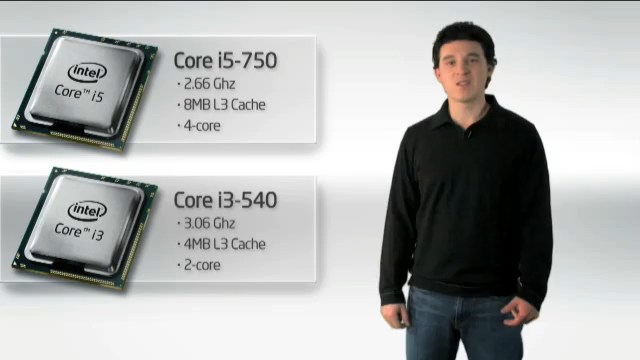 intel
Core™ i5
Core i5-750
• 2.66 Ghz
• 8MB L3 Cache
• 4-core
intel
Core™ i3
Core i3-540
• 3.06 Ghz
• 4MB L3 Cache
• 2-core